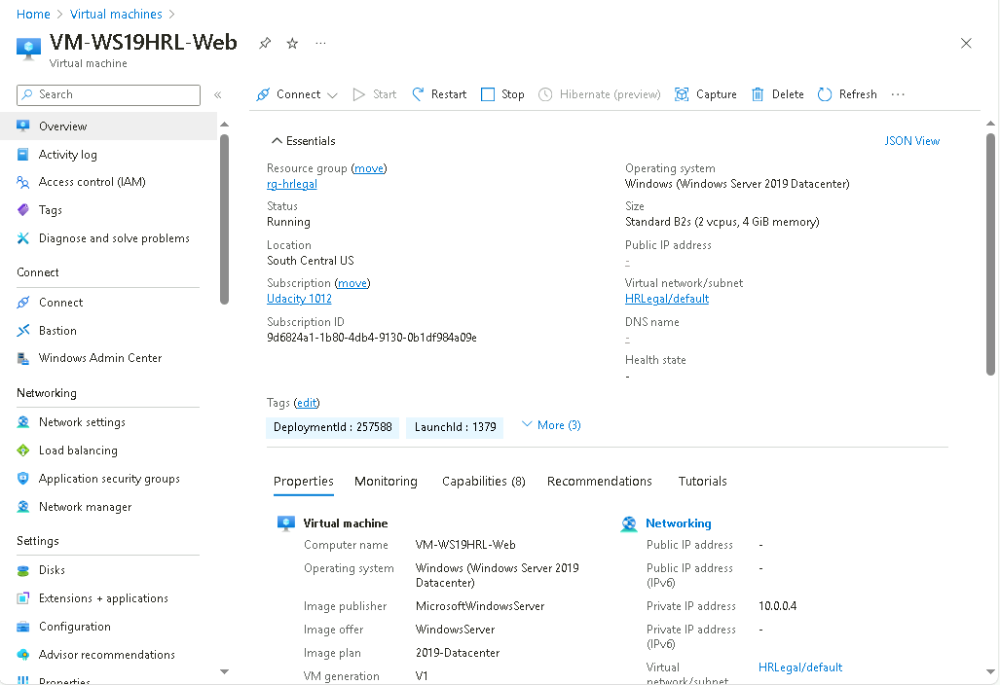 Home > Virtual machines >
VM-WS19HRL-Web
Virtual machine
Search
«
Connect
Start
Restart
Stop
Hibernate (preview)
Capture
Delete
Refresh
Overview
Activity log
Access control (IAM)
Tags
Diagnose and solve problems
Connect
Connect
Bastion
Windows Admin Center
Networking
Network settings
Load balancing
Application security groups
Network manager
Settings
Disks
Extensions + applications
Configuration
Advisor recommendations
Properties
Essentials
JSON View
Resource group (move)
rg-hrlegal
Status
Running
Location
South Central US
Subscription (move)
Udacity 1012
Subscription ID
9d6824a1-1b80-4db4-9130-0b1df984a09e
Operating system
Windows (Windows Server 2019 Datacenter)
Size
Standard B2s (2 vcpus, 4 GiB memory)
Public IP address
-
Virtual network/subnet
HRLegal/default
DNS name
-
Health state
-
Tags (edit)
DeploymentId : 257588
LaunchId : 1379
More (3)
Properties
Monitoring
Capabilities (8)
Recommendations
Tutorials
Virtual machine
Computer name VM-WS19HRL-Web
Operating system Windows (Windows Server 2019
Datacenter)
Image publisher MicrosoftWindowsServer
Image offer WindowsServer
Image plan 2019-Datacenter
VM generation V1
Networking
Public IP address -
Public IP address -
(IPv6)
Private IP address 10.0.0.4
Private IP address -
(IPv6)
Virtual HRLegal/default
network/subnet